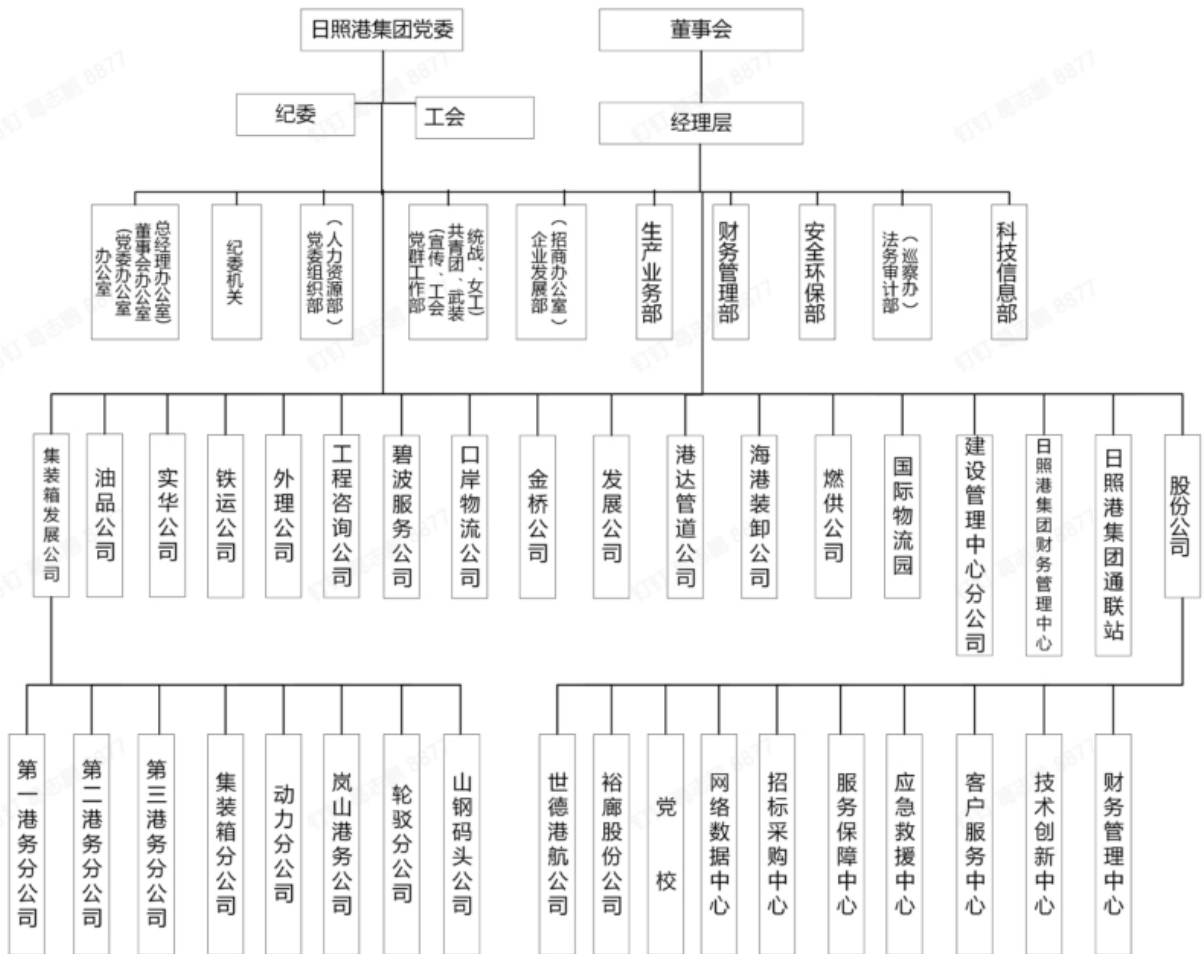 日照港集团党委
董事会
纪委
工会
经理层
办公室
(党委办公室
董事会办公室
总经理办公室)
纪委机关
党委组织部
(人力资源部)
党群工作部
(宣传、工会
共青团、武装
统战、女工)
企业发展部
(招商办公室)
生产业务部
财务管理部
安全环保部
法务审计部
(巡察办)
科技信息部
集装箱发展公司
油品公司
实华公司
铁运公司
外理公司
工程咨询公司
碧波服务公司
口岸物流公司
金桥公司
发展公司
港达管道公司
海港装卸公司
燃供公司
国际物流园
建设管理中心分公司
日照港集团财务管理中心
日照港集团通联站
股份公司
第一港务分公司
第二港务分公司
第三港务分公司
集装箱分公司
动力分公司
岚山港务公司
轮驳分公司
山钢码头公司
世德港航公司
裕廊股份公司
党校
网络数据中心
招标采购中心
服务保障中心
应急救援中心
客户服务中心
技术创新中心
财务管理中心
钉钉 葛志鹏 8877